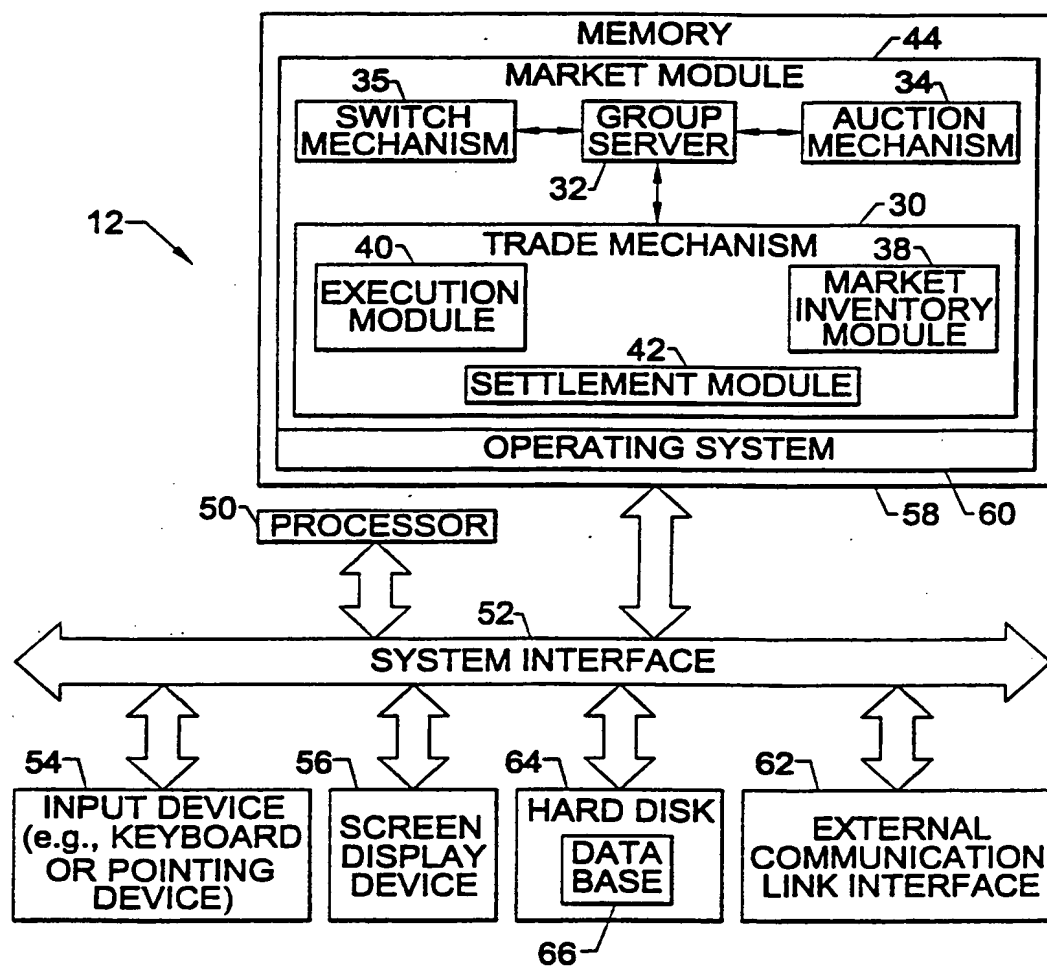 MEMORY
44
MARKET MODULE
35
34
SWITCH
MECHANISM
GROUP
SERVER
AUCTION
MECHANISM
32
12
30
TRADE MECHANISM
40
38
EXECUTION
MODULE
MARKET
INVENTORY
MODULE
42
SETTLEMENT MODULE
OPERATING SYSTEM
50
PROCESSOR
58
60
52
SYSTEM INTERFACE
54
56
64
62
INPUT DEVICE
(e.g., KEYBOARD
OR POINTING
DEVICE)
SCREEN
DISPLAY
DEVICE
HARD DISK
DATA
BASE
EXTERNAL
COMMUNICATION
LINK INTERFACE
66